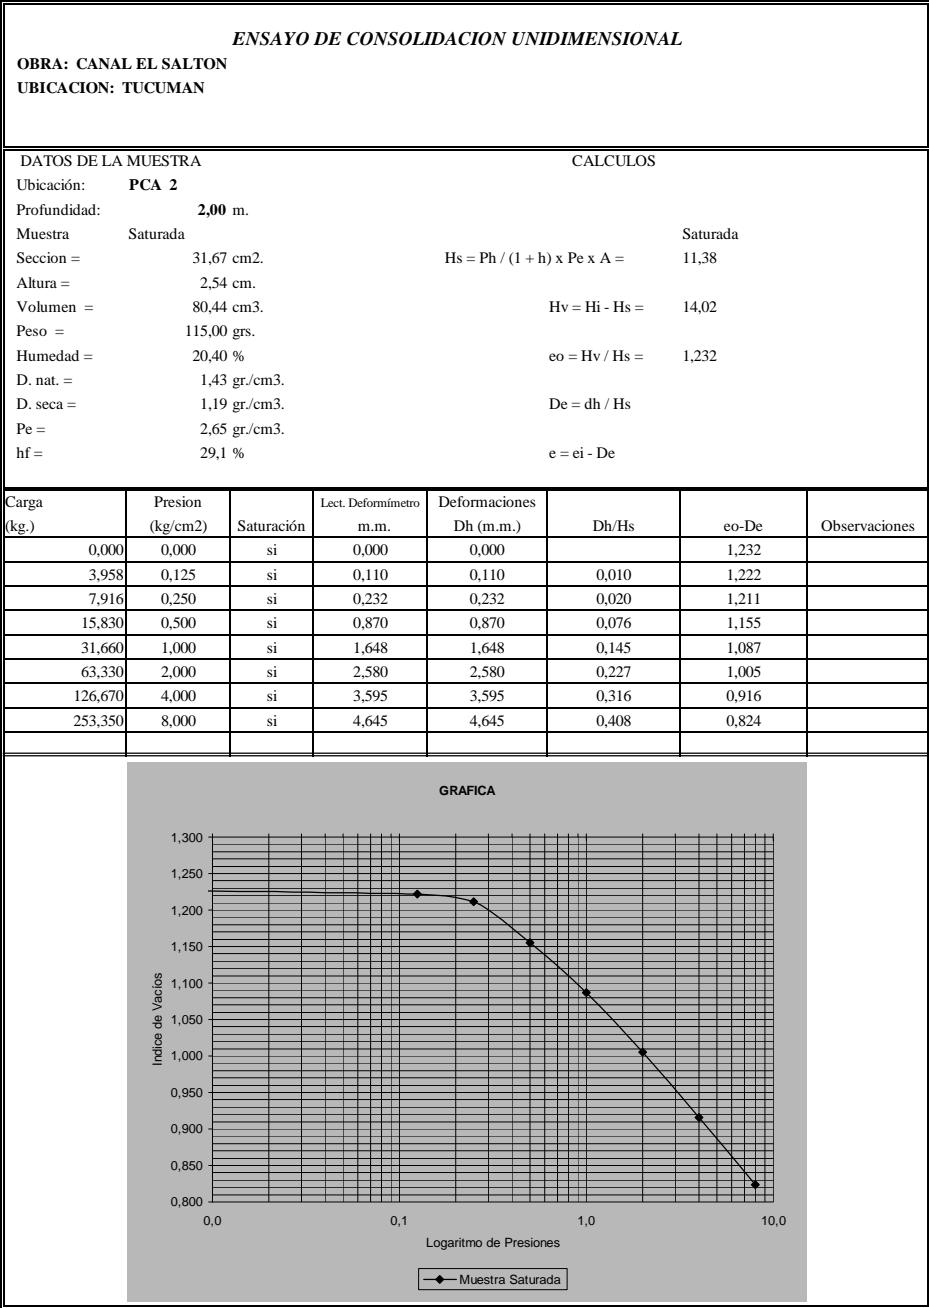 ENSAYO DE CONSOLIDACION UNIDIMENSIONAL
OBRA: CANAL EL SALTON
UBICACION: TUCUMAN
DATOS DE LA MUESTRA CALCULOS
Ubicación: PCA 2
Profundidad: 2,00 m.
Muestra Saturada Saturada
Seccion = 31,67 cm2. Hs = Ph / (1 + h) x Pe x A = 11,38
Altura = 2,54 cm.
Volumen = 80,44 cm3. Hv = Hi - Hs = 14,02
Peso = 115,00 grs.
Humedad = 20,40 % eo = Hv / Hs = 1,232
D. nat. = 1,43 gr./cm3.
D. seca = 1,19 gr./cm3. De = dh / Hs
Pe = 2,65 gr./cm3.
hf = 29,1 % e = ei - De
Carga Presion Lect. Deformímetro Deformaciones
(kg.) (kg/cm2) Saturación m.m. Dh (m.m.) Dh/Hs eo-De Observaciones
0,000 0,000 si 0,000 0,000 1,232
3,958 0,125 si 0,110 0,110 0,010 1,222
7,916 0,250 si 0,232 0,232 0,020 1,211
15,830 0,500 si 0,870 0,870 0,076 1,155
31,660 1,000 si 1,648 1,648 0,145 1,087
63,330 2,000 si 2,580 2,580 0,227 1,005
126,670 4,000 si 3,595 3,595 0,316 0,916
253,350 8,000 si 4,645 4,645 0,408 0,824
GRAFICA
1,300
1,250
1,200
1,150
1,100
1,050
1,000
0,950
0,900
0,850
0,800
Indice de Vacíos
0,0 0,1 1,0 10,0
Logaritmo de Presiones
Muestra Saturada